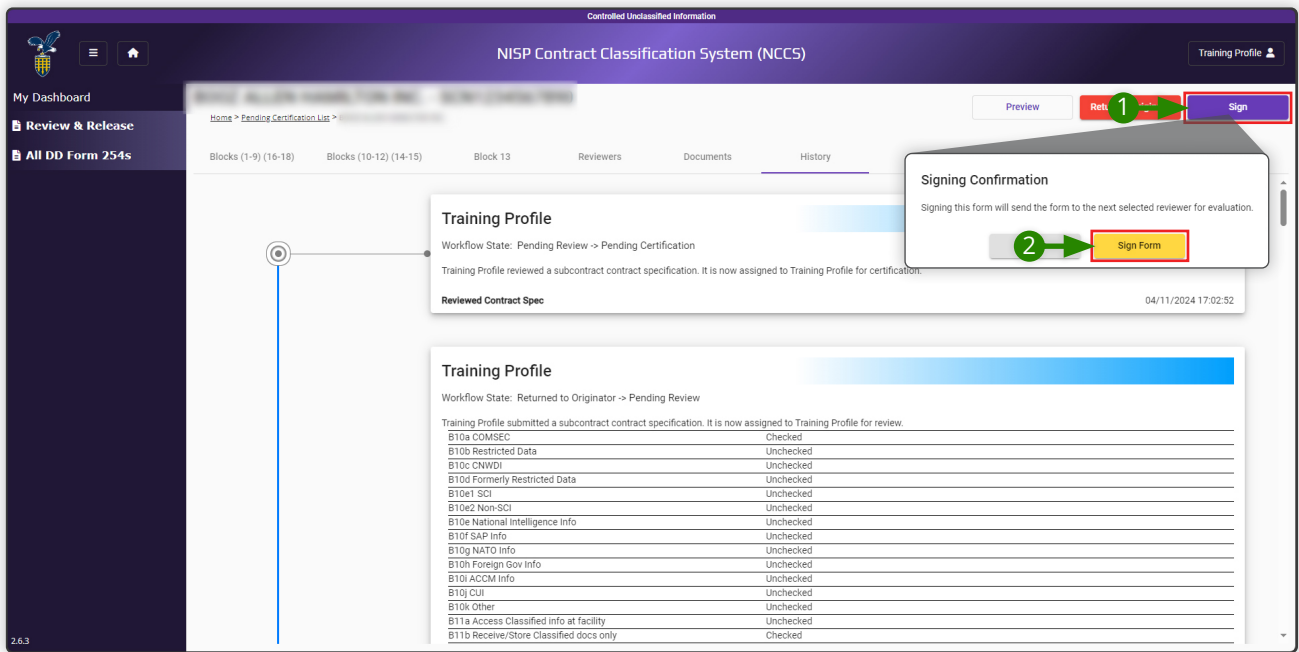 Controlled Unclassified Information
NISP Contract Classification System (NCCS)
Training Profile
My Dashboard
Review & Release
All DD Form 254s
Home > Pending Certification List >
Preview
1
Sign
Blocks (1-9) (16-18)
Blocks (10-12) (14-15)
Block 13
Reviewers
Documents
History
Signing Confirmation
Signing this form will send the form to the next selected reviewer for evaluation.
2
Sign Form
Training Profile
Workflow State: Pending Review -> Pending Certification
Training Profile reviewed a subcontract contract specification. It is now assigned to Training Profile for certification.
Reviewed Contract Spec 04/11/2024 17:02:52
Training Profile
Workflow State: Returned to Originator -> Pending Review
Training Profile submitted a subcontract contract specification. It is now assigned to Training Profile for review.
B10a COMSEC Checked
B10b Restricted Data Unchecked
B10c CNWDI Unchecked
B10d Formerly Restricted Data Unchecked
B10e1 SCI Unchecked
B10e2 Non-SCI Unchecked
B10e National Intelligence Info Unchecked
B10f SAP Info Unchecked
B10g NATO Info Unchecked
B10h Foreign Gov Info Unchecked
B10i ACCM Info Unchecked
B10j CUI Unchecked
B10k Other Unchecked
B11a Access Classified info at facility Unchecked
B11b Receive/Store Classified docs only Checked
2.6.3